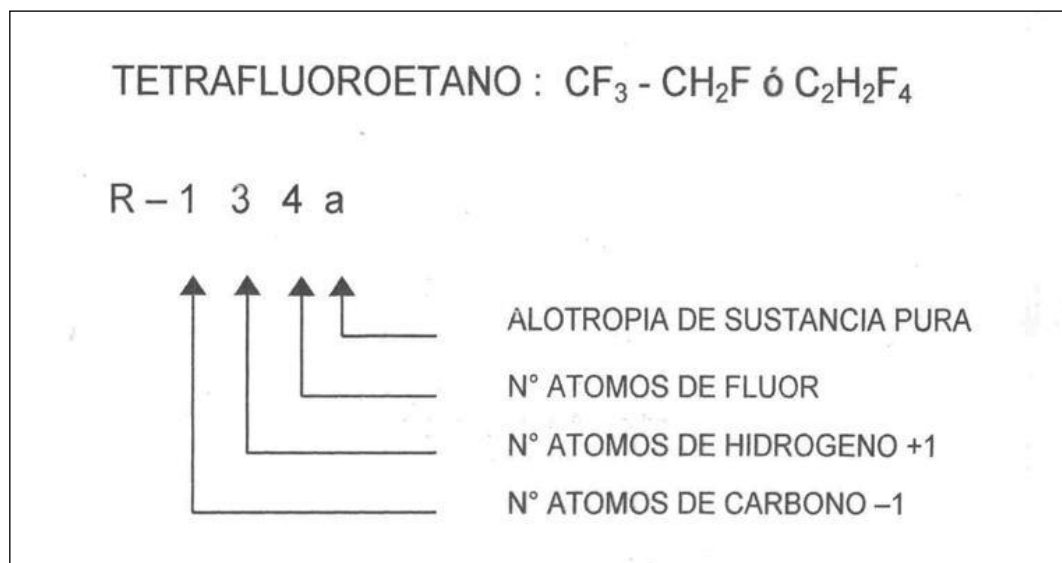 TETRAFLUOROETANO : CF₃ - CH₂F ó C₂H₂F₄
R – 1 3 4 a
ALOTROPIA DE SUSTANCIA PURA
N° ATOMOS DE FLUOR
N° ATOMOS DE HIDROGENO +1
N° ATOMOS DE CARBONO –1